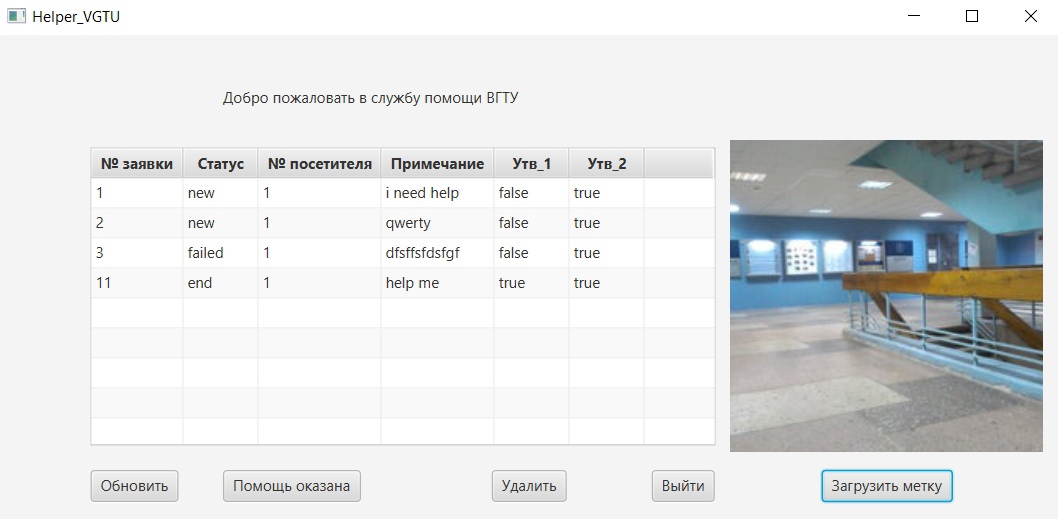 Helper_VGTU
Добро пожаловать в службу помощи ВГТУ
№ заявки Статус № посетителя Примечание Утв_1 Утв_2
1 new 1 i need help false true
2 new 1 qwerty false true
3 failed 1 dfsffsfdsfgf false true
11 end 1 help me true true
Обновить Помощь оказана Удалить Выйти Загрузить метку